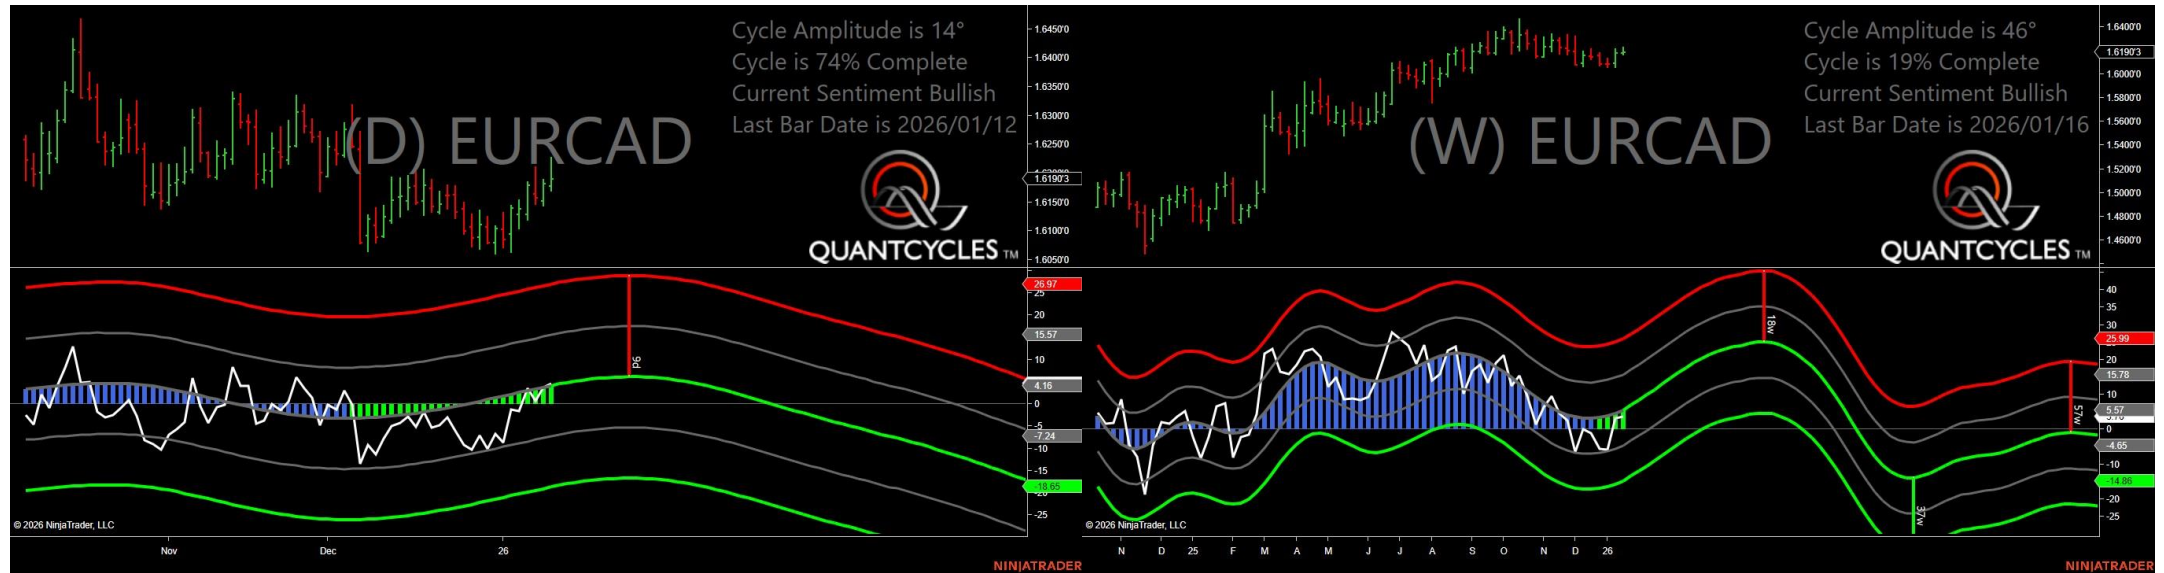 Cycle Amplitude is 14°
Cycle is 74% Complete
Current Sentiment Bullish
Last Bar Date is 2026/01/12
(D) EURCAD
QUANTCYCLES TM
1.6450'0
1.6400'0
1.6350'0
1.6300'0
1.6250'0
1.6190'3
1.6150'0
1.6100'0
1.6050'0
26.97
25
20
15.57
10
4.16
0
-5
-7.24
-10
-15
-18.65
-25
9d
© 2026 NinjaTrader, LLC
Nov
Dec
26
NINJATRADER
Cycle Amplitude is 46°
Cycle is 19% Complete
Current Sentiment Bullish
Last Bar Date is 2026/01/16
(W) EURCAD
QUANTCYCLES TM
1.6400'0
1.6190'3
1.6000'0
1.5800'0
1.5600'0
1.5400'0
1.5200'0
1.5000'0
1.4800'0
1.4600'0
40
35
30
25.99
20
15.78
10
5.57
0
-4.65
-10
-14.86
-20
-25
18w
57w
37w
© 2026 NinjaTrader, LLC
N
D
25
F
M
A
M
J
J
A
S
O
N
D
26
NINJATRADER